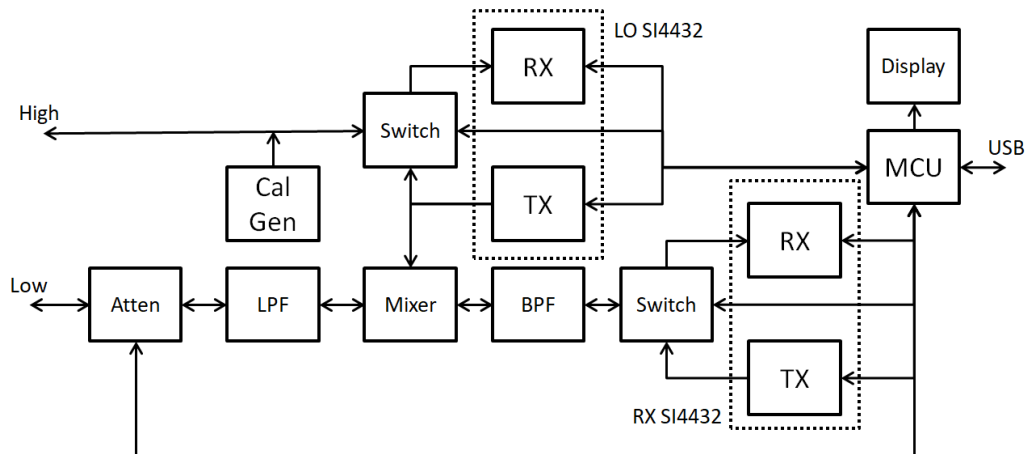 LO SI4432
RX
Display
High
Switch
MCU
USB
Cal
Gen
TX
RX
Low
Atten
LPF
Mixer
BPF
Switch
TX
RX SI4432